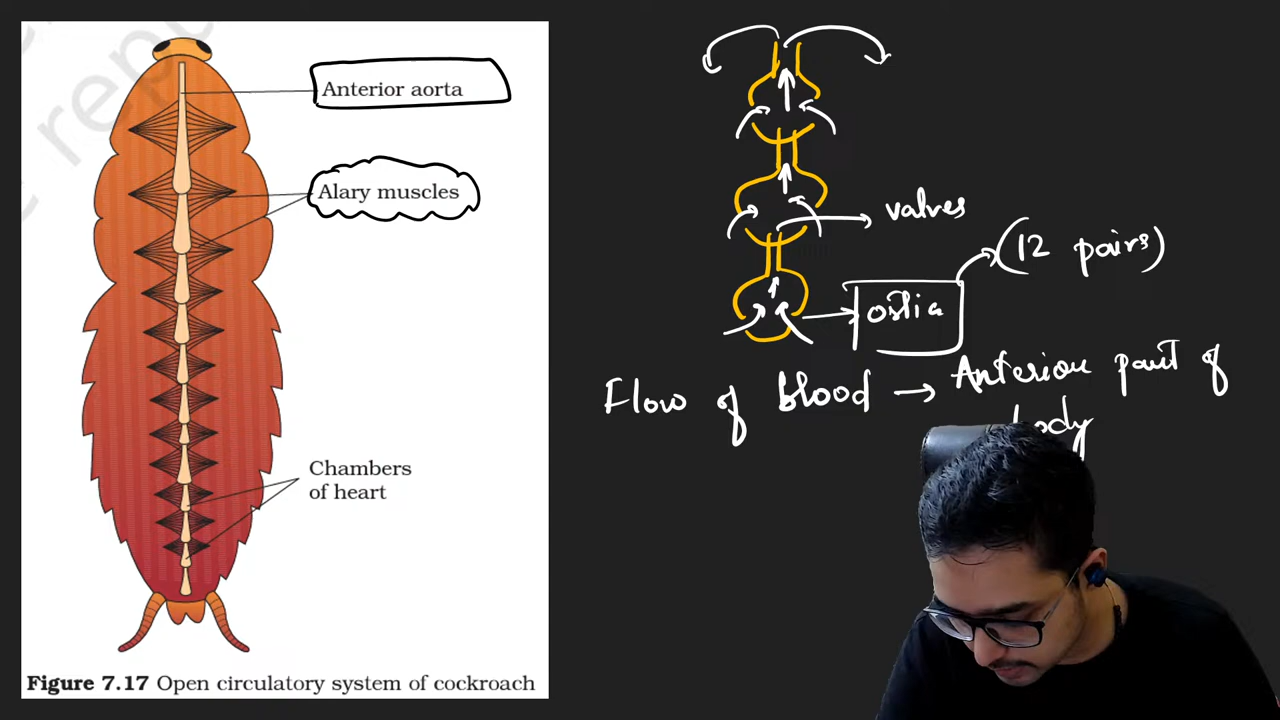 Anterior aorta
Alary muscles
Chambers
of heart
Figure 7.17 Open circulatory system of cockroach
valves
(12 pairs)
ostia
Flow of blood → Anterior part of
body